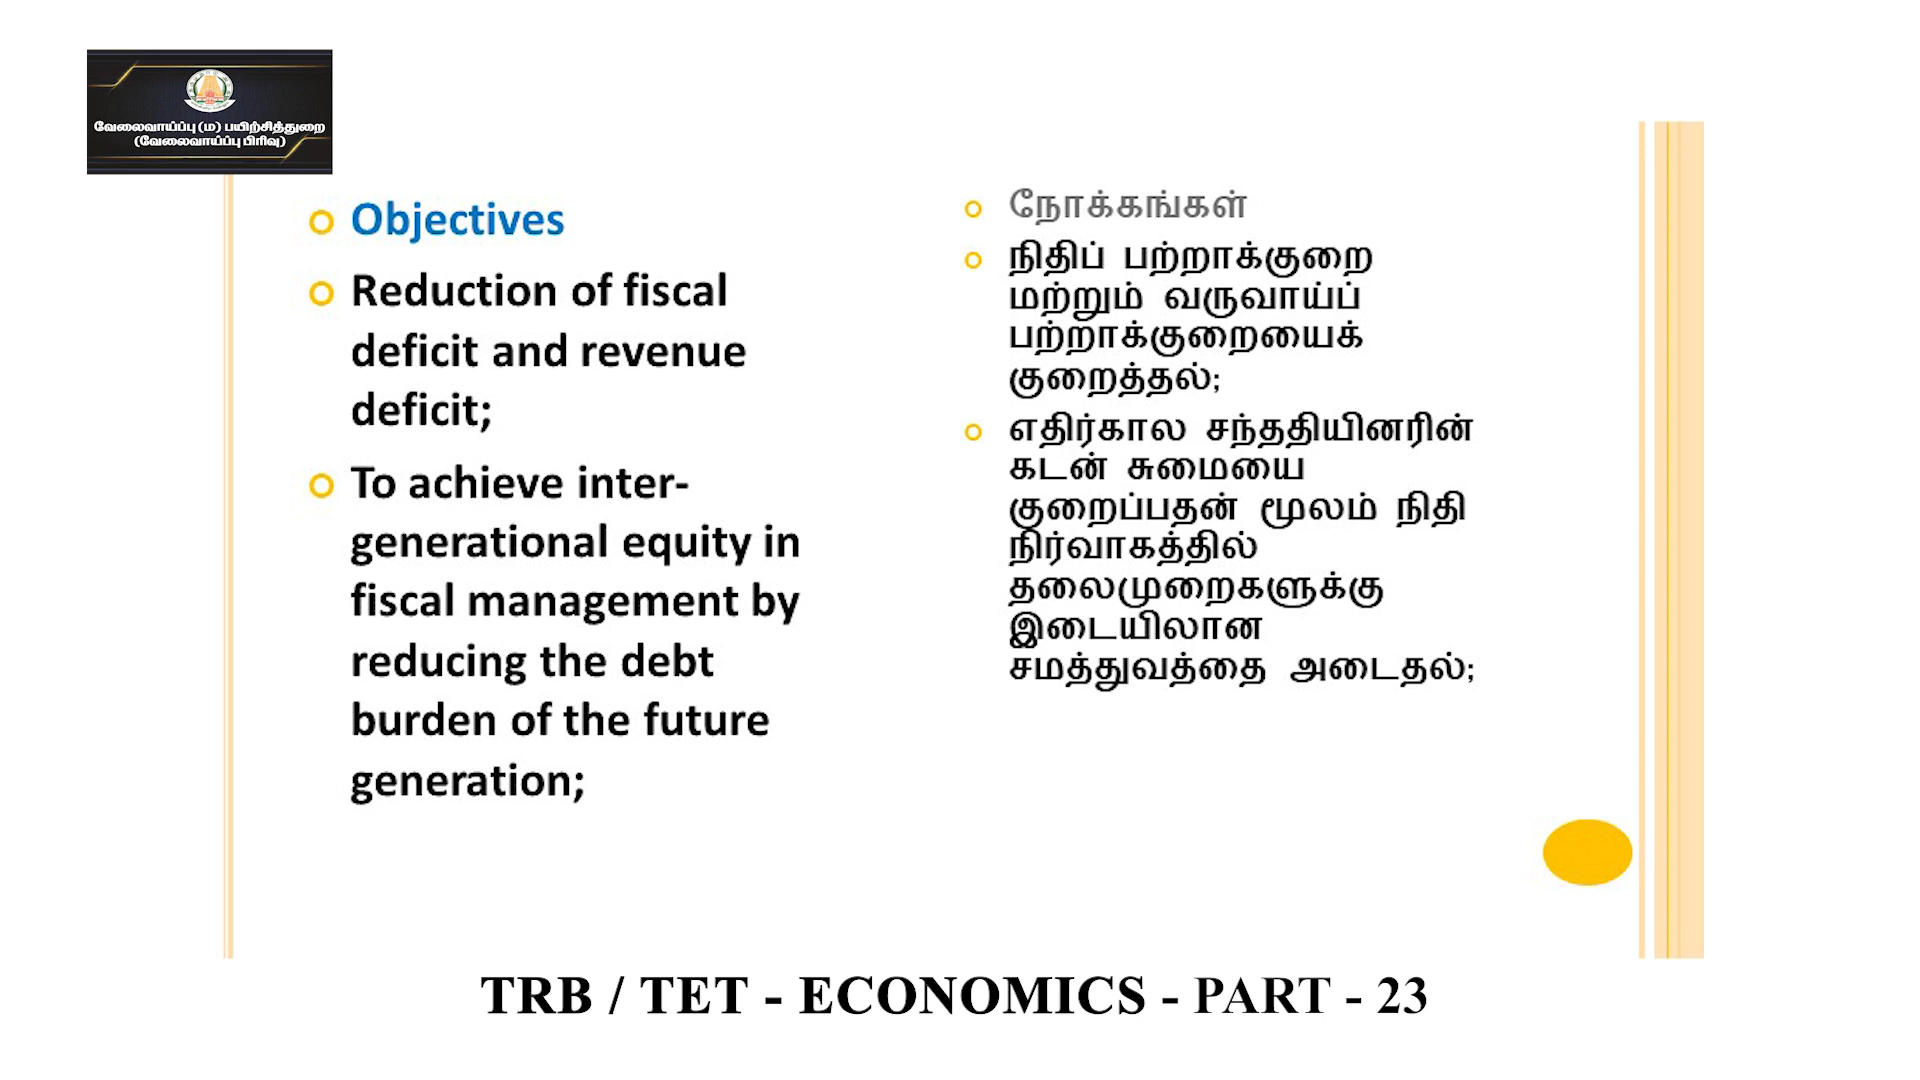 வேலைவாய்ப்பு (ம) பயிற்சித்துறை
(வேலைவாய்ப்பு பிரிவு)
Objectives
Reduction of fiscal
deficit and revenue
deficit;
To achieve inter-
generational equity in
fiscal management by
reducing the debt
burden of the future
generation;
நோக்கங்கள்
நிதிப் பற்றாக்குறை
மற்றும் வருவாய்ப்
பற்றாக்குறையைக்
குறைத்தல்;
எதிர்கால சந்ததியினரின்
கடன் சுமையை
குறைப்பதன் மூலம் நிதி
நிர்வாகத்தில்
தலைமுறைகளுக்கு
இடையிலான
சமத்துவத்தை அடைதல்;
TRB / TET - ECONOMICS - PART - 23